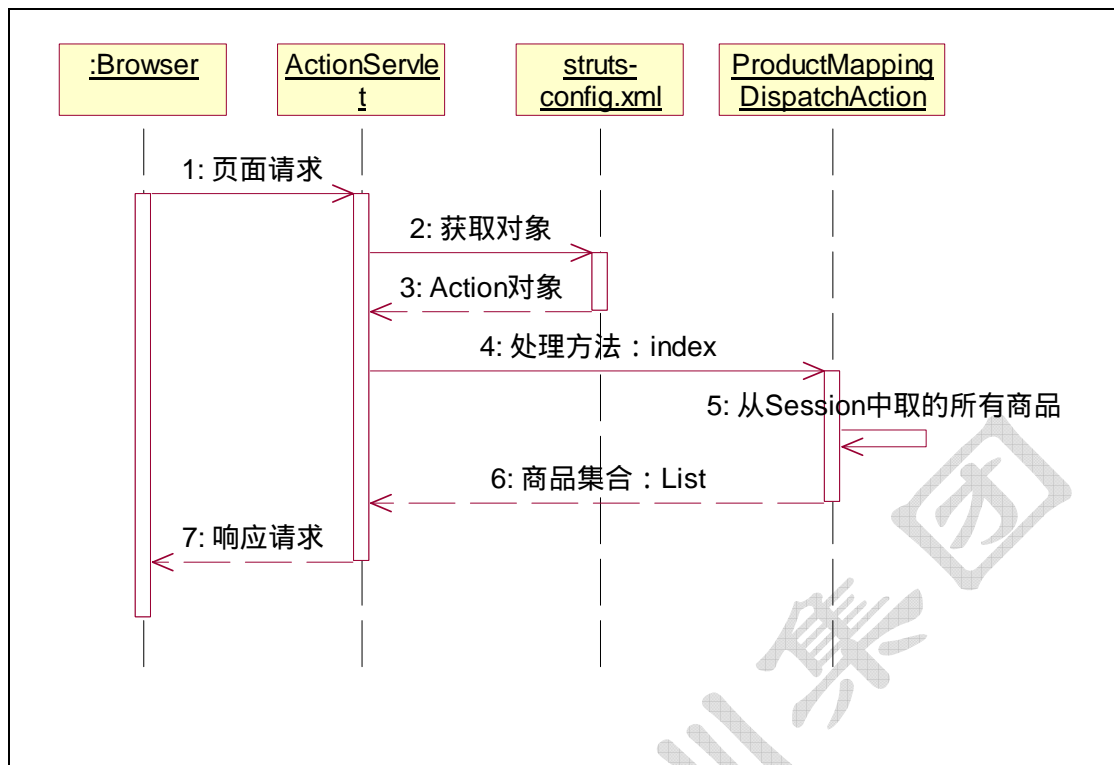 :Browser
ActionServle
t
struts-
config.xml
ProductMapping
DispatchAction
1: 页面请求
2: 获取对象
3: Action对象
4: 处理方法：index
5: 从Session中取的所有商品
6: 商品集合：List
7: 响应请求
训集团